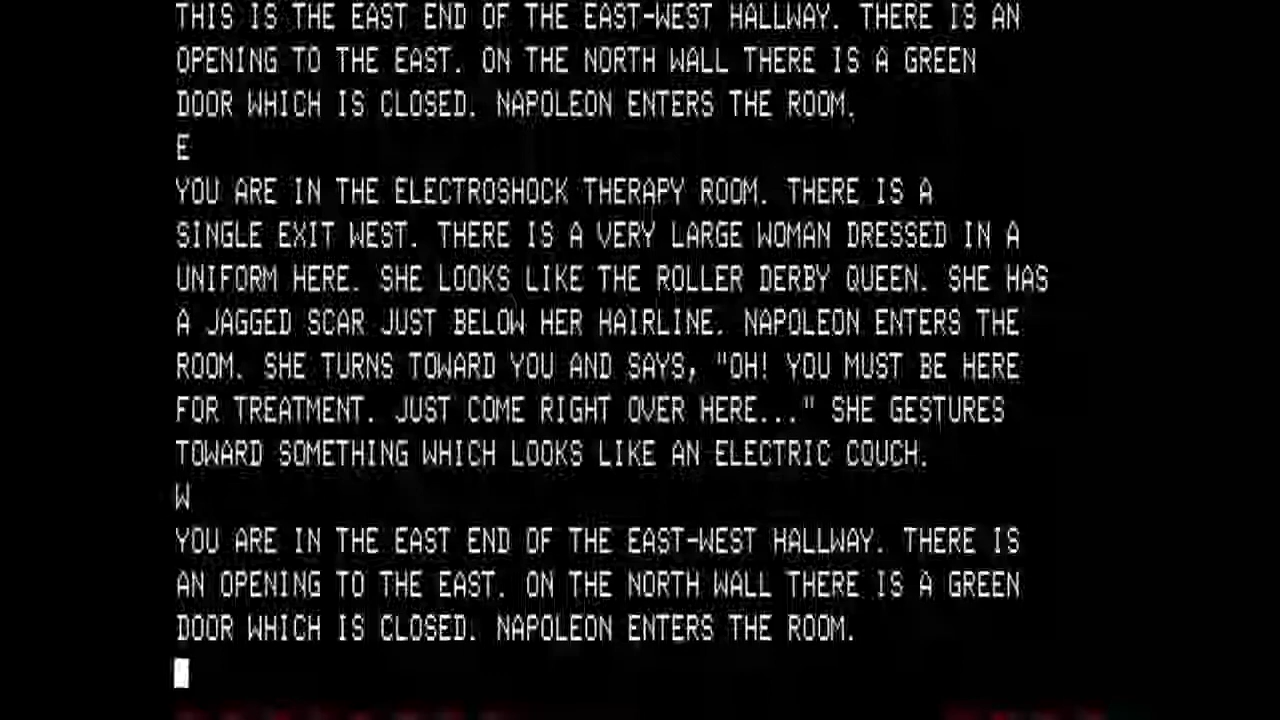 THIS IS THE EAST END OF THE EAST-WEST HALLWAY. THERE IS AN
OPENING TO THE EAST. ON THE NORTH WALL THERE IS A GREEN
DOOR WHICH IS CLOSED. NAPOLEON ENTERS THE ROOM.
E
YOU ARE IN THE ELECTROSHOCK THERAPY ROOM. THERE IS A
SINGLE EXIT WEST. THERE IS A VERY LARGE WOMAN DRESSED IN A
UNIFORM HERE. SHE LOOKS LIKE THE ROLLER DERBY QUEEN. SHE HAS
A JAGGED SCAR JUST BELOW HER HAIRLINE. NAPOLEON ENTERS THE
ROOM. SHE TURNS TOWARD YOU AND SAYS, "OH! YOU MUST BE HERE
FOR TREATMENT. JUST COME RIGHT OVER HERE..." SHE GESTURES
TOWARD SOMETHING WHICH LOOKS LIKE AN ELECTRIC COUCH.
W
YOU ARE IN THE EAST END OF THE EAST-WEST HALLWAY. THERE IS
AN OPENING TO THE EAST. ON THE NORTH WALL THERE IS A GREEN
DOOR WHICH IS CLOSED. NAPOLEON ENTERS THE ROOM.